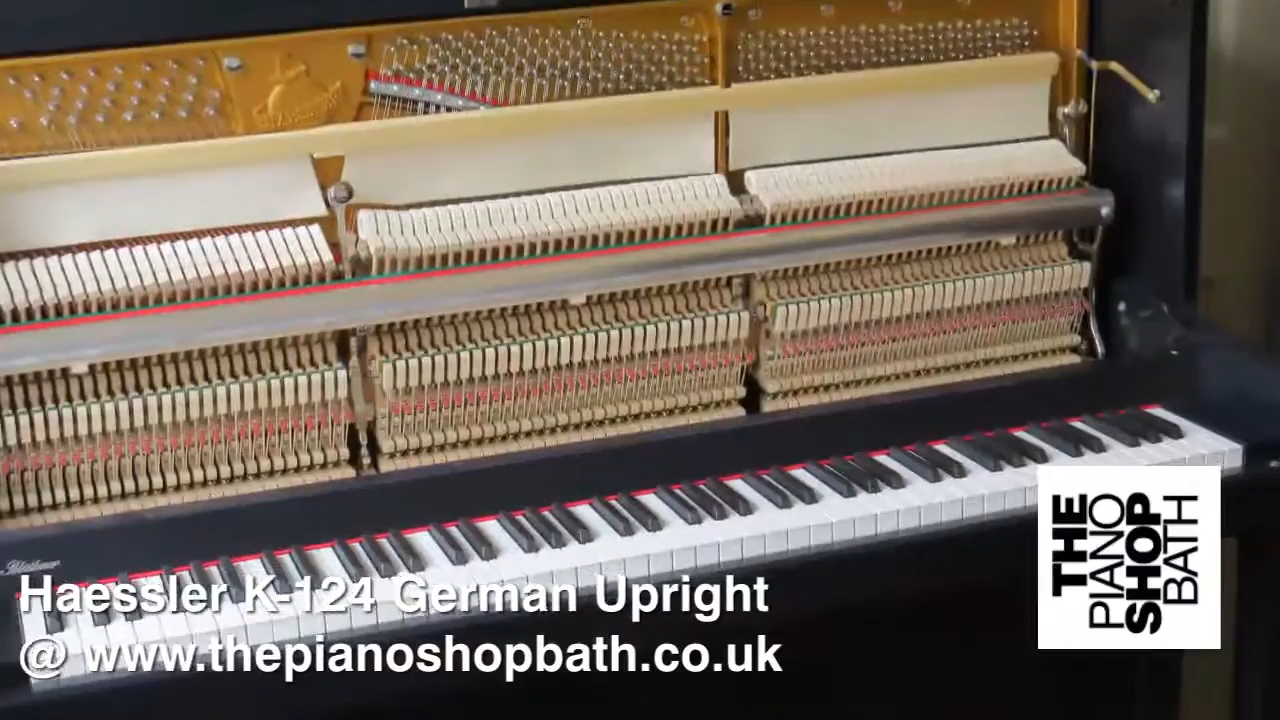 Haessler K-124 German Upright
@ www.thepianoshopbath.co.uk
THE
PIANO
SHOP
BATH